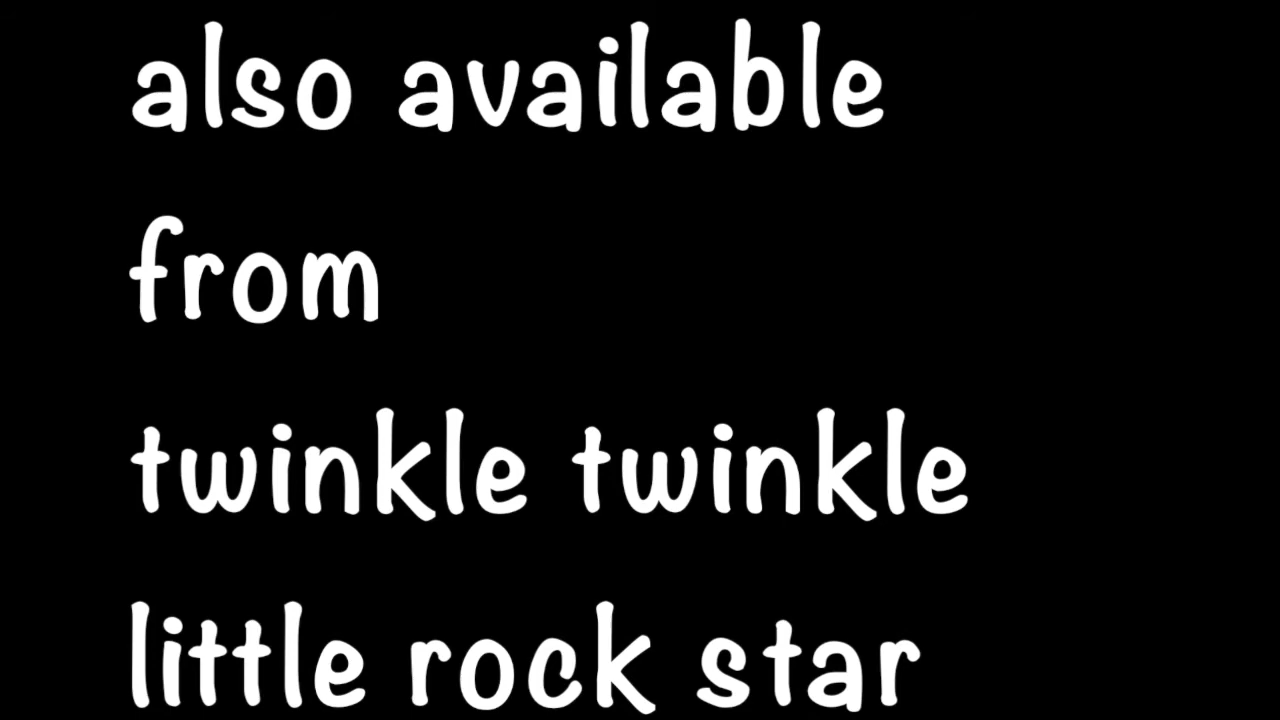 also available
from
twinkle twinkle
little rock star